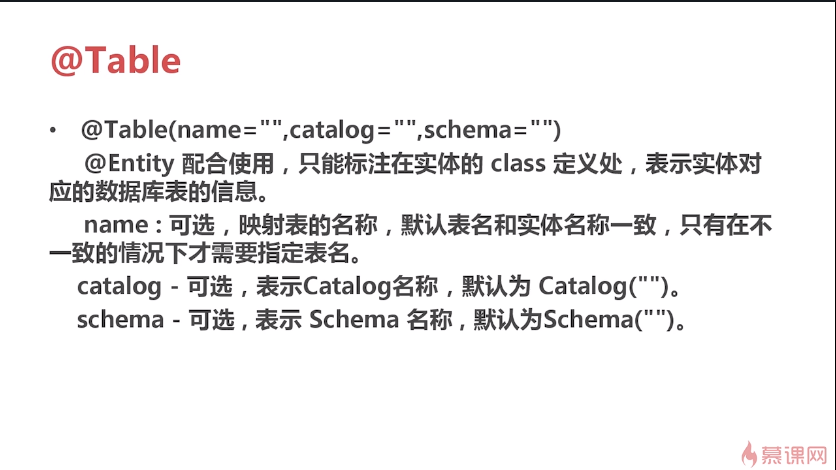 @Table
• @Table(name="",catalog="",schema="")
@Entity 配合使用，只能标注在实体的 class 定义处，表示实体对
应的数据库表的信息。
name : 可选，映射表的名称，默认表名和实体名称一致，只有在不
一致的情况下才需要指定表名。
catalog - 可选，表示Catalog名称，默认为 Catalog("")。
schema - 可选 , 表示 Schema 名称，默认为Schema("")。
慕课网